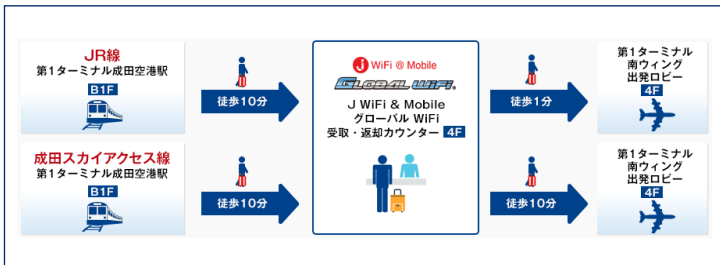 JR線
第1ターミナル成田空港駅
B1F
徒歩10分
J WiFi @ Mobile
GLOBAL WiFi.
J WiFi & Mobile
グローバル WiFi
受取・返却カウンター 4F
徒歩1分
第1ターミナル
南ウィング
出発ロビー
4F
成田スカイアクセス線
第1ターミナル成田空港駅
B1F
徒歩10分
徒歩10分
第1ターミナル
南ウィング
出発ロビー
4F